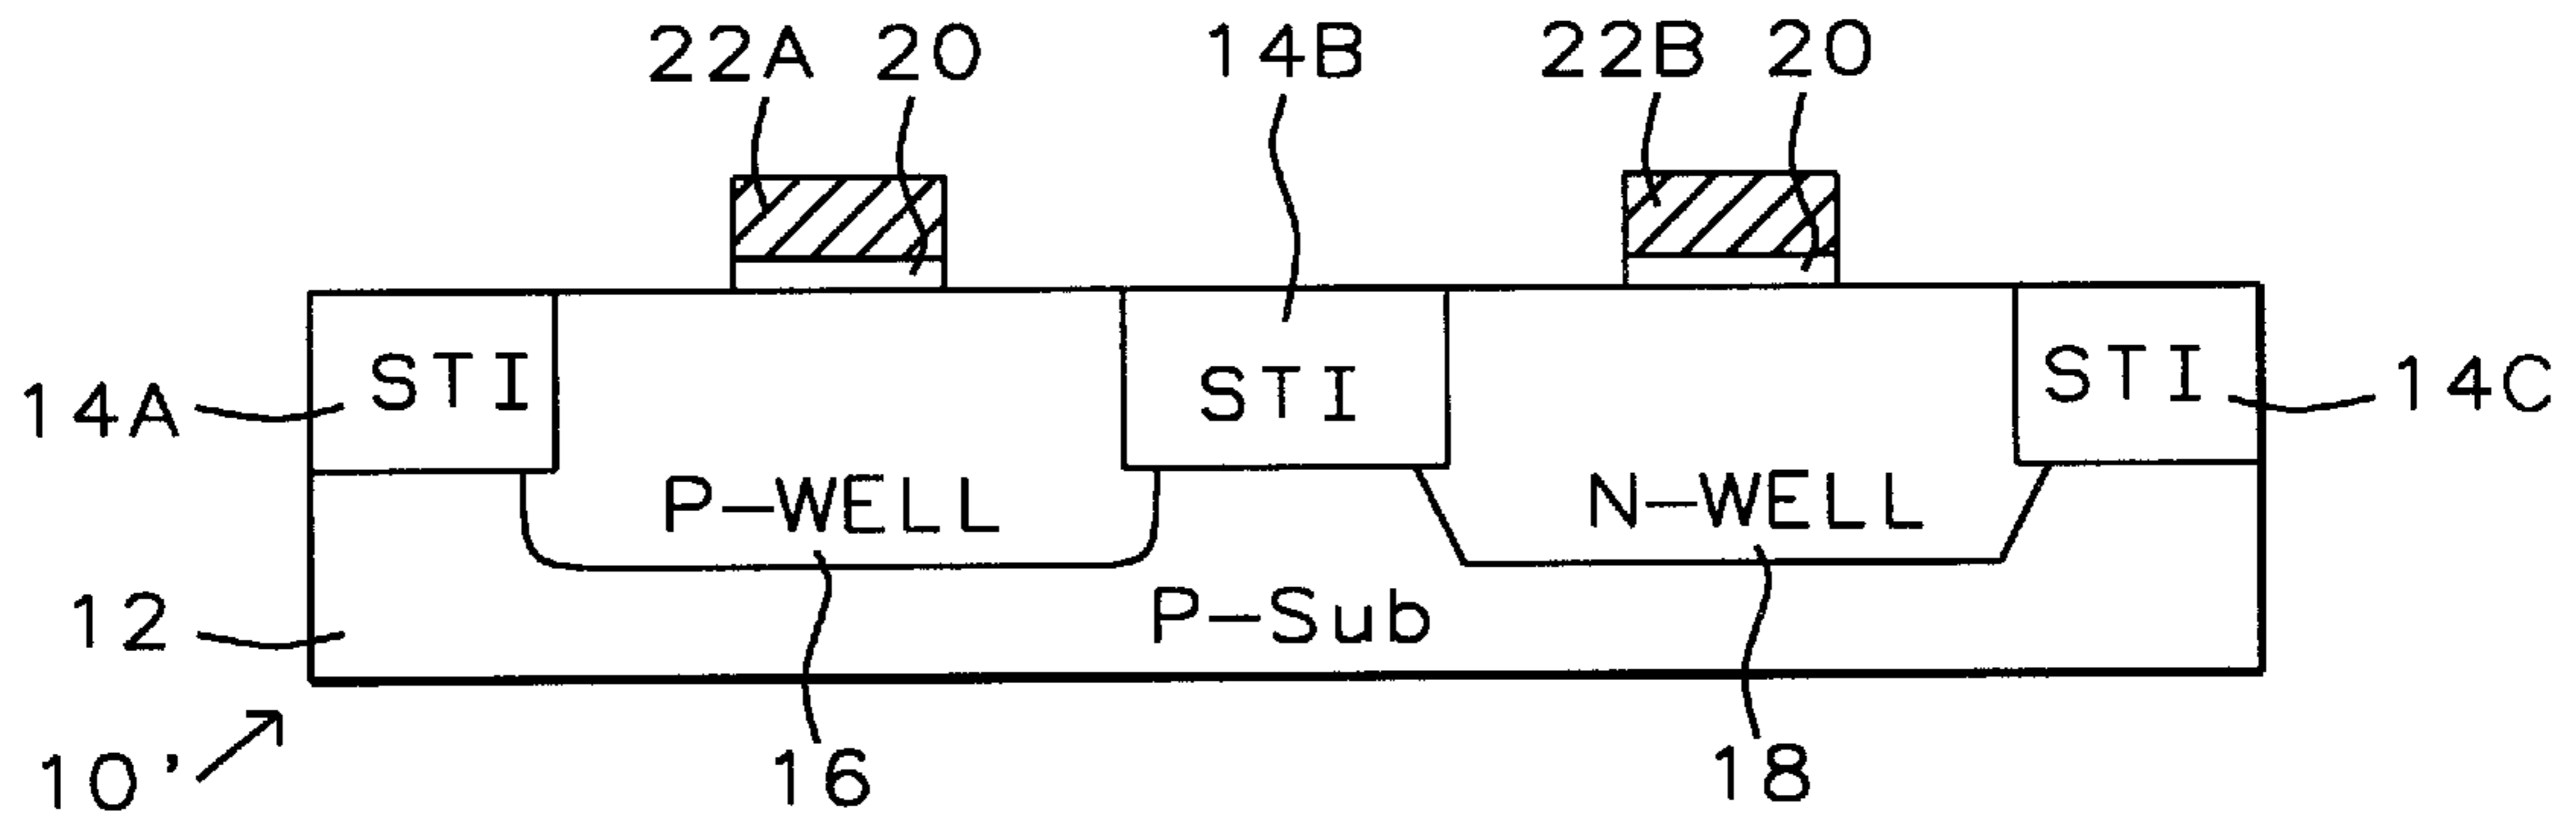 22A 20 14B 22B 20
14A STI STI STI 14C
P-WELL N-WELL
12 P-Sub
10' 16 18